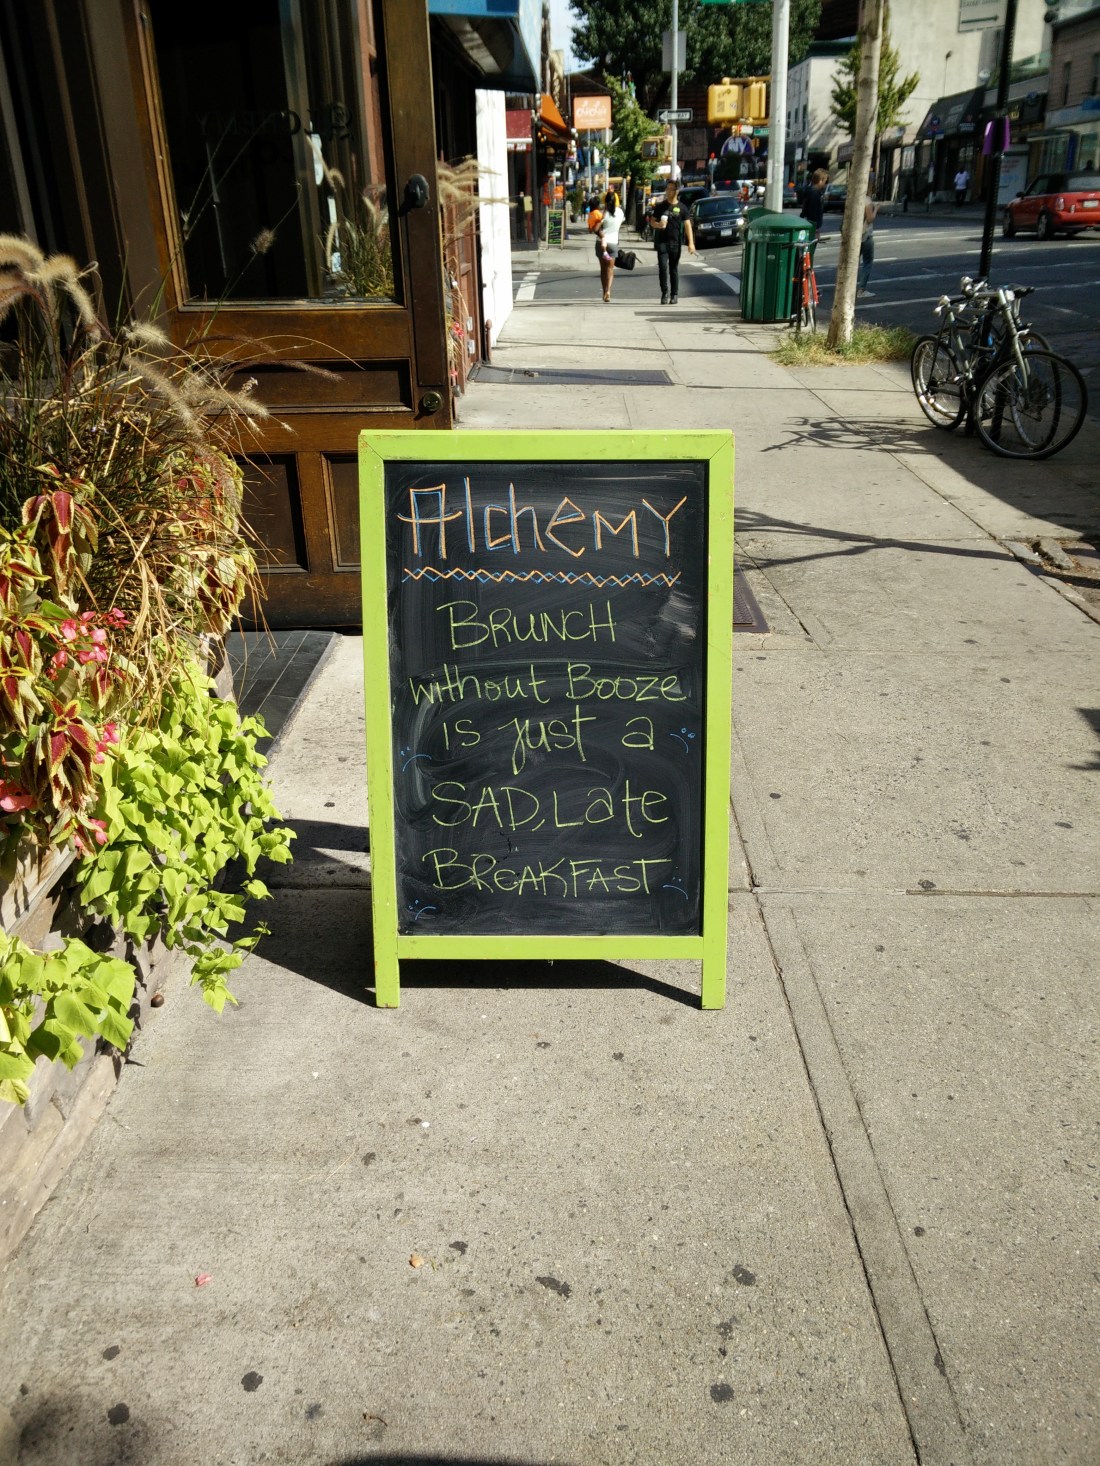 Alchemy
BRUNCH
without Booze
is just a
SAD, Late
BREAKFAST